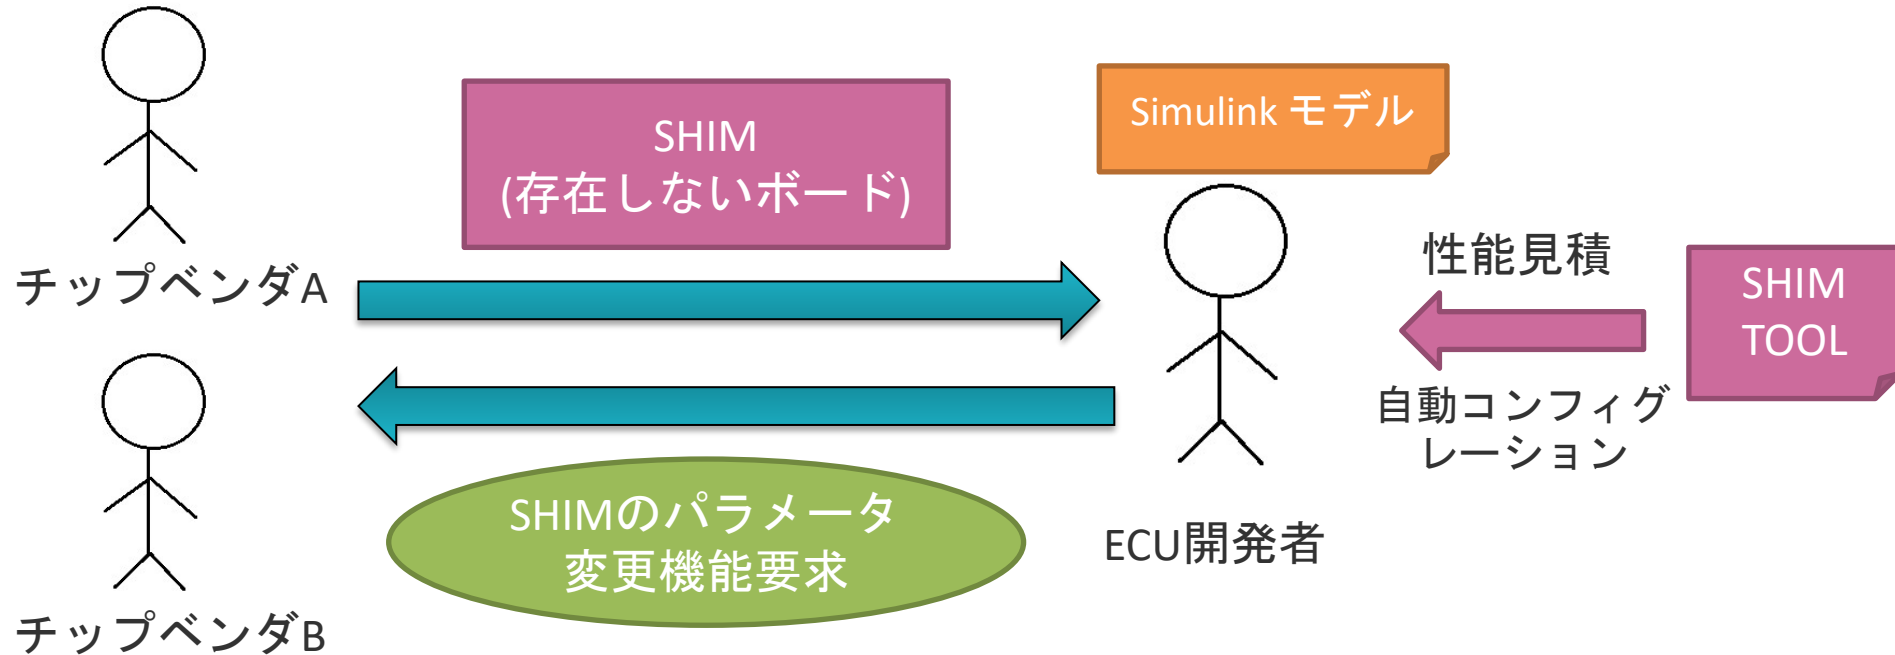 チップベンダA
SHIM
(存在しないボード)
Simulink モデル
性能見積
SHIM
TOOL
自動コンフィグ
レーション
SHIMのパラメータ
変更機能要求
ECU開発者
チップベンダB